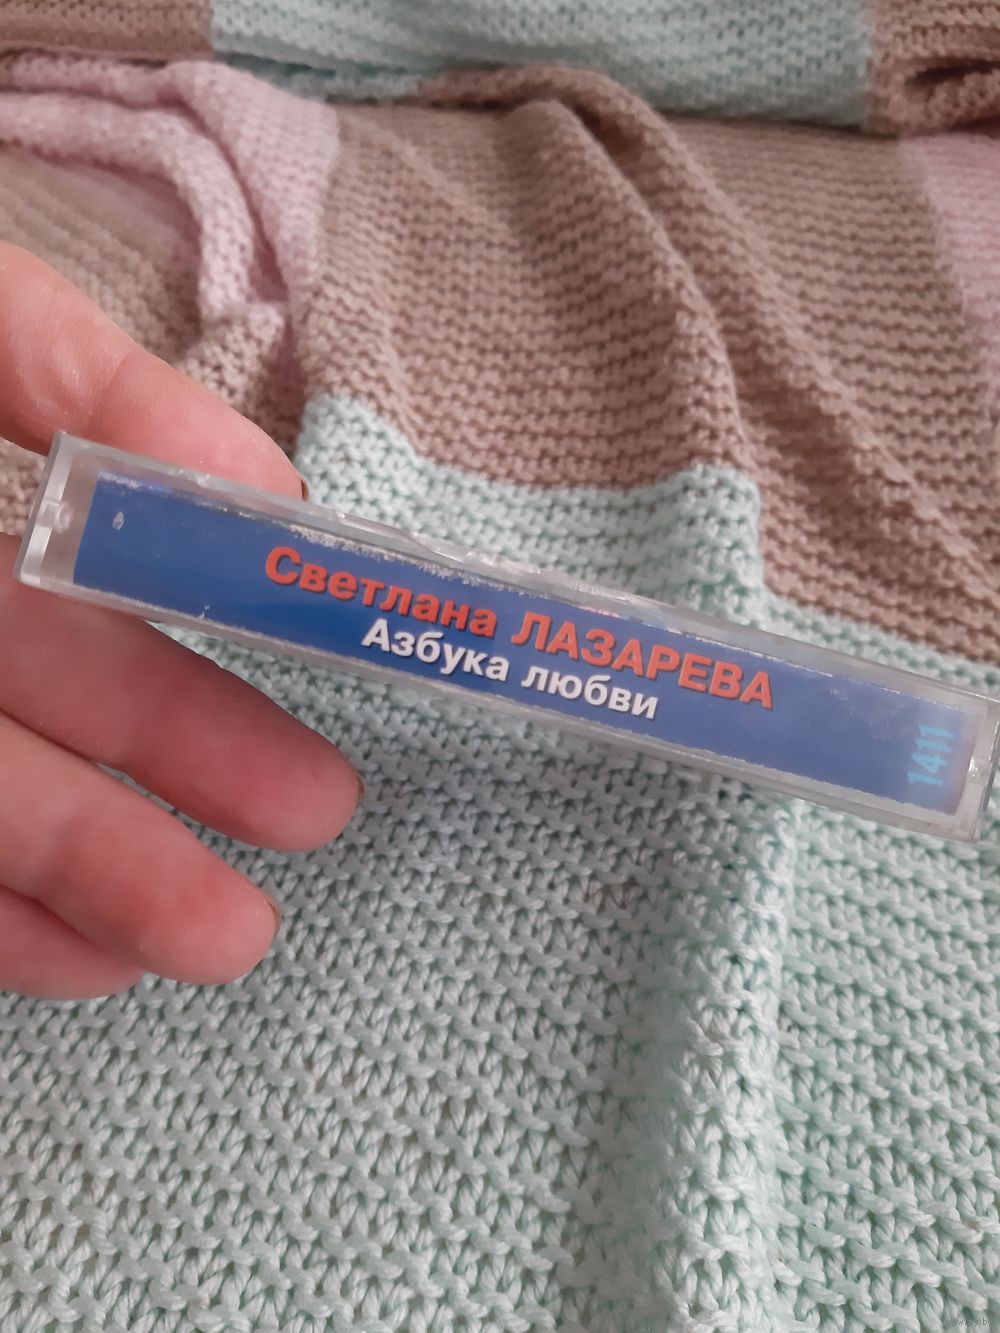 Светлана ЛАЗАРЕВА
Азбука любви
1411